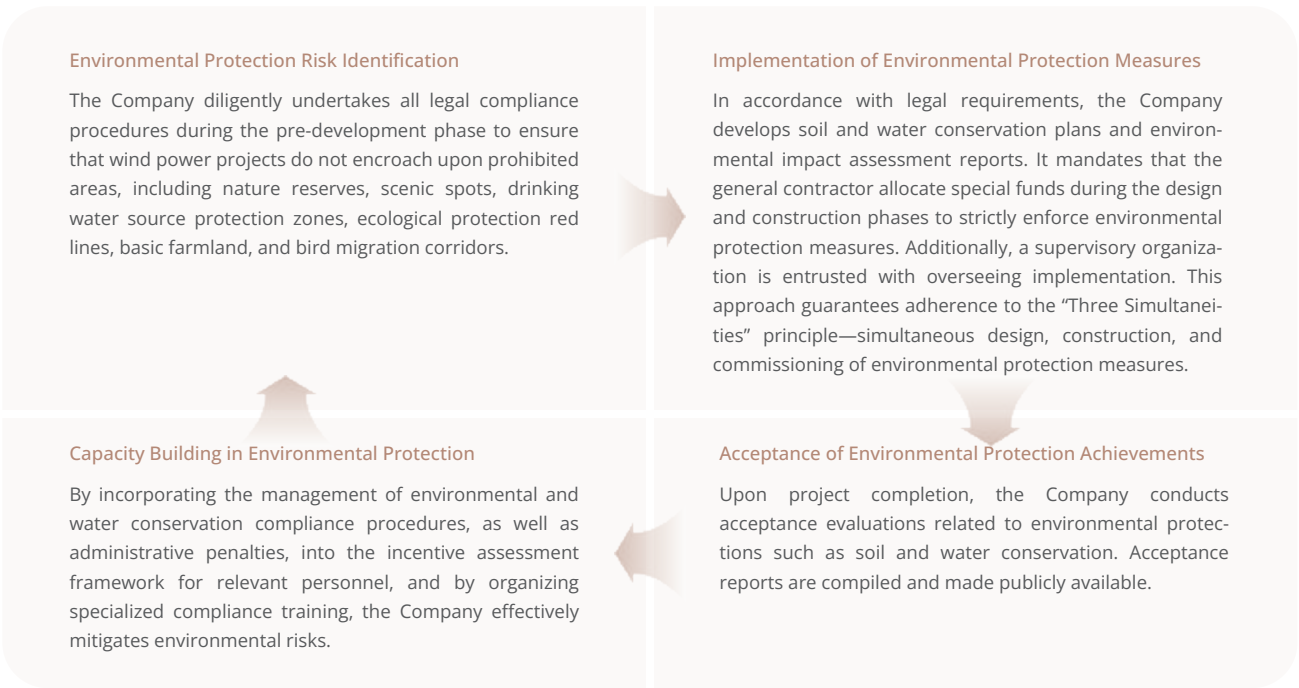 Environmental Protection Risk Identification
The Company diligently undertakes all legal compliance
procedures during the pre-development phase to ensure
that wind power projects do not encroach upon prohibited
areas, including nature reserves, scenic spots, drinking
water source protection zones, ecological protection red
lines, basic farmland, and bird migration corridors.
Implementation of Environmental Protection Measures
In accordance with legal requirements, the Company
develops soil and water conservation plans and environ-
mental impact assessment reports. It mandates that the
general contractor allocate special funds during the design
and construction phases to strictly enforce environmental
protection measures. Additionally, a supervisory organiza-
tion is entrusted with overseeing implementation. This
approach guarantees adherence to the “Three Simultanei-
ties” principle—simultaneous design, construction, and
commissioning of environmental protection measures.
Acceptance of Environmental Protection Achievements
Upon project completion, the Company conducts
acceptance evaluations related to environmental protec-
tions such as soil and water conservation. Acceptance
reports are compiled and made publicly available.
Capacity Building in Environmental Protection
By incorporating the management of environmental and
water conservation compliance procedures, as well as
administrative penalties, into the incentive assessment
framework for relevant personnel, and by organizing
specialized compliance training, the Company effectively
mitigates environmental risks.